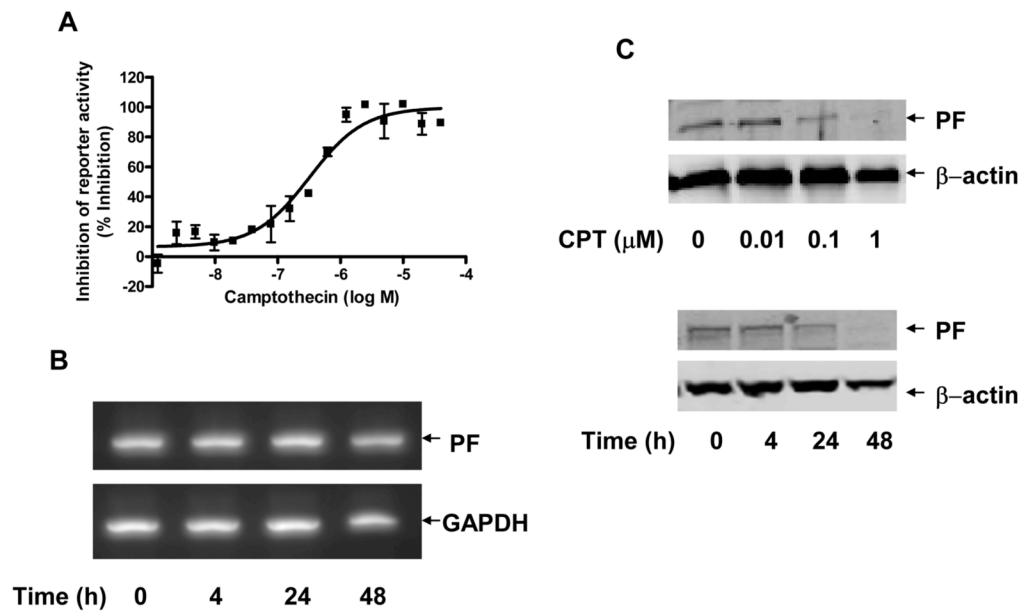 A
Inhibition of reporter activity
(% Inhibition)
120
100
80
60
40
20
0
-20
-8
-7
-6
-5
-4
Camptothecin (log M)
B
PF
GAPDH
Time (h) 0 4 24 48
C
PF
β–actin
CPT (μM) 0 0.01 0.1 1
PF
β–actin
Time (h) 0 4 24 48